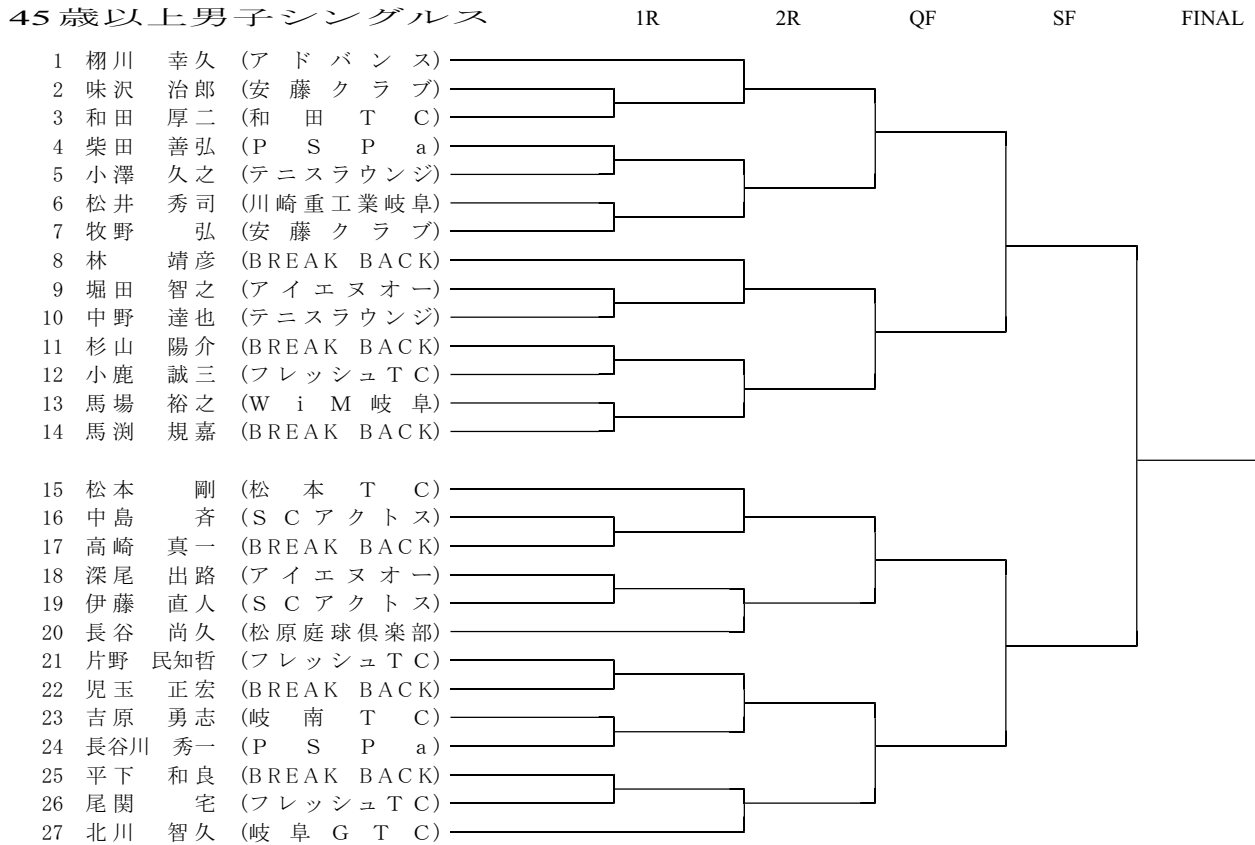 45歳以上男子シングルス 1R 2R QF SF FINAL
1 栩川 幸久 (アドバンス)
2 味沢 治郎 (安藤クラブ)
3 和田 厚二 (和田TC)
4 柴田 善弘 (PSPa)
5 小澤 久之 (テニスラウンジ)
6 松井 秀司 (川崎重工業岐阜)
7 牧野 弘 (安藤クラブ)
8 林 靖彦 (BREAK BACK)
9 堀田 智之 (アイエヌオー)
10 中野 達也 (テニスラウンジ)
11 杉山 陽介 (BREAK BACK)
12 小鹿 誠三 (フレッシュTC)
13 馬場 裕之 (WiM岐阜)
14 馬渕 規嘉 (BREAK BACK)
15 松本 剛 (松本TC)
16 中島 斉 (SCアクトス)
17 高崎 真一 (BREAK BACK)
18 深尾 出路 (アイエヌオー)
19 伊藤 直人 (SCアクトス)
20 長谷 尚久 (松原庭球倶楽部)
21 片野 民知哲 (フレッシュTC)
22 児玉 正宏 (BREAK BACK)
23 吉原 勇志 (岐南TC)
24 長谷川 秀一 (PSPa)
25 平下 和良 (BREAK BACK)
26 尾関 宅 (フレッシュTC)
27 北川 智久 (岐阜GTC)